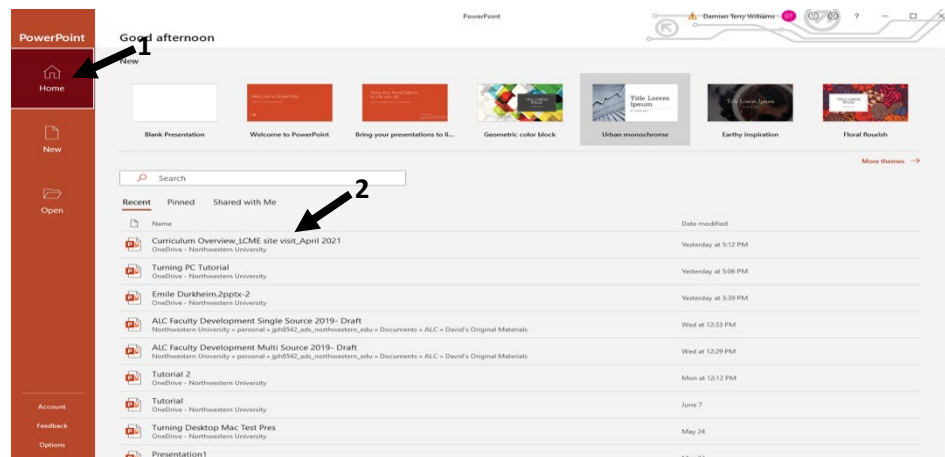 PowerPoint
Damian Terry Williams DT ? 
PowerPoint
Good afternoon
1
New
Home
New
Open
Account
Feedback
Options
Title Lorem
Ipsum
Blank Presentation
Welcome to PowerPoint
Bring your presentations to li...
Geometric color block
Urban monochrome
Earthy inspiration
Floral flourish
More themes
Search
2
Recent Pinned Shared with Me
Name Date modified
Curriculum Overview_LCME site visit_April 2021 Yesterday at 5:12 PM
OneDrive - Northwestern University
Turning PC Tutorial Yesterday at 5:06 PM
OneDrive - Northwestern University
Emile Durkheim.2pptx-2 Yesterday at 3:39 PM
OneDrive - Northwestern University
ALC Faculty Development Single Source 2019- Draft Wed at 12:33 PM
Northwestern University » personal » jph8542_ads_northwestern_edu » Documents » ALC » David's Original Materials
ALC Faculty Development Multi Source 2019- Draft Wed at 12:29 PM
Northwestern University » personal » jph8542_ads_northwestern_edu » Documents » ALC » David's Original Materials
Tutorial 2 Mon at 12:12 PM
OneDrive - Northwestern University
Tutorial June 7
OneDrive - Northwestern University
Turning Desktop Mac Test Pres May 24
OneDrive - Northwestern University
Presentation1